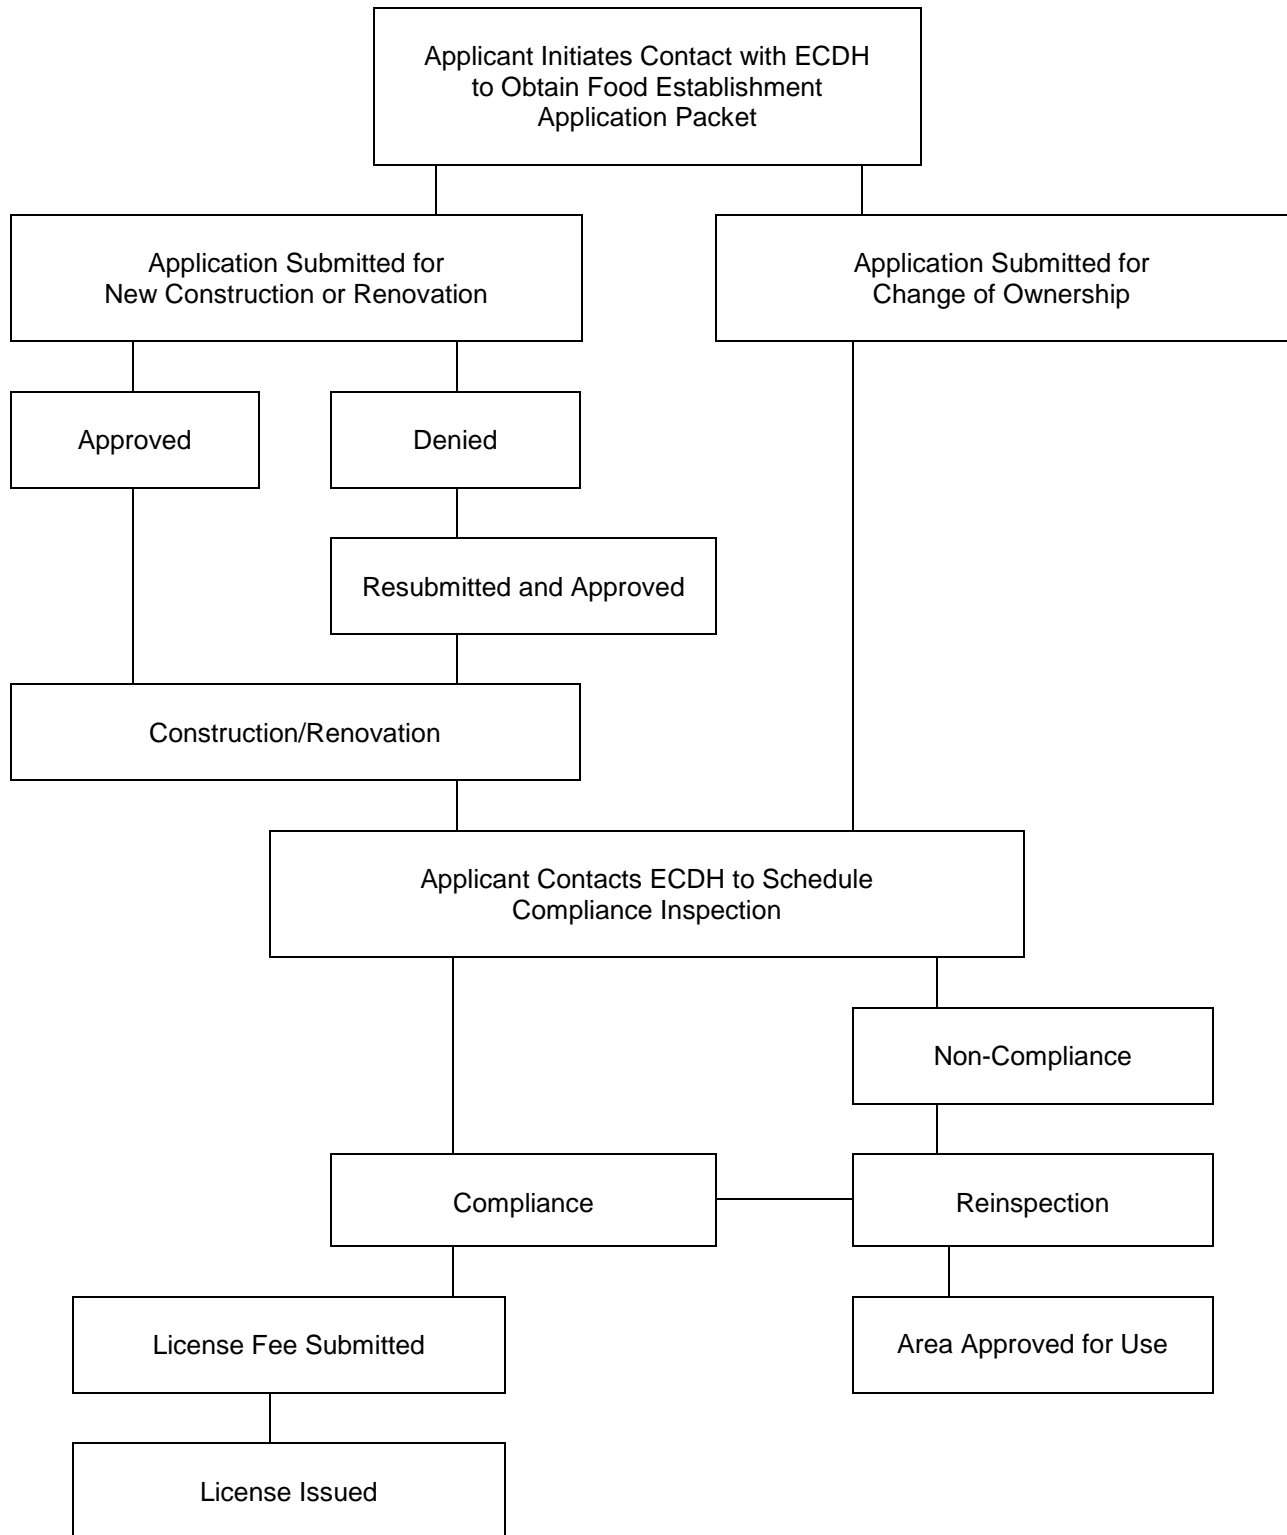 Applicant Initiates Contact with ECDH
to Obtain Food Establishment
Application Packet
Application Submitted for
New Construction or Renovation
Application Submitted for
Change of Ownership
Approved
Denied
Resubmitted and Approved
Construction/Renovation
Applicant Contacts ECDH to Schedule
Compliance Inspection
Non-Compliance
Compliance
Reinspection
License Fee Submitted
Area Approved for Use
License Issued